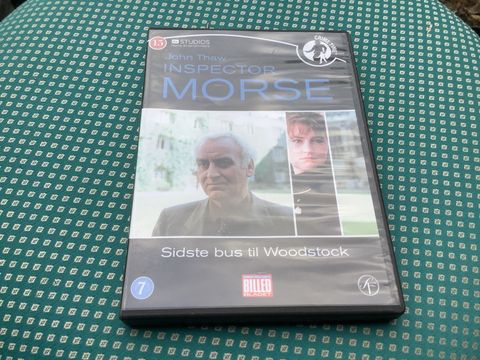 15
STUDIOS
John Thaw
INSPECTOR
MORSE
Sidste bus til Woodstock
7
BILLED
BLADET